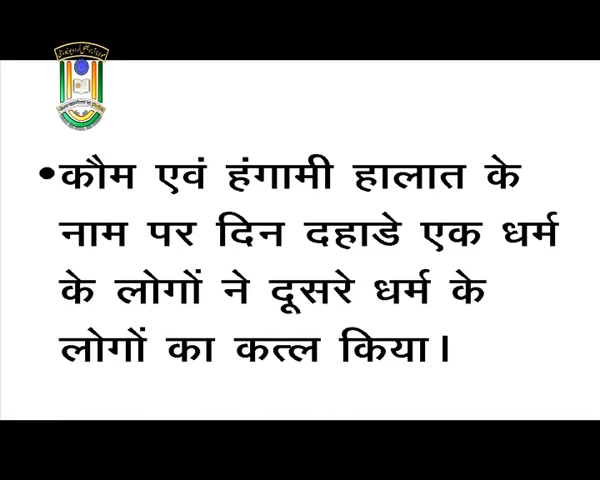 • कौम एवं हंगामी हालात के
नाम पर दिन दहाडे एक धर्म
के लोगों ने दूसरे धर्म के
लोगों का कत्ल किया।